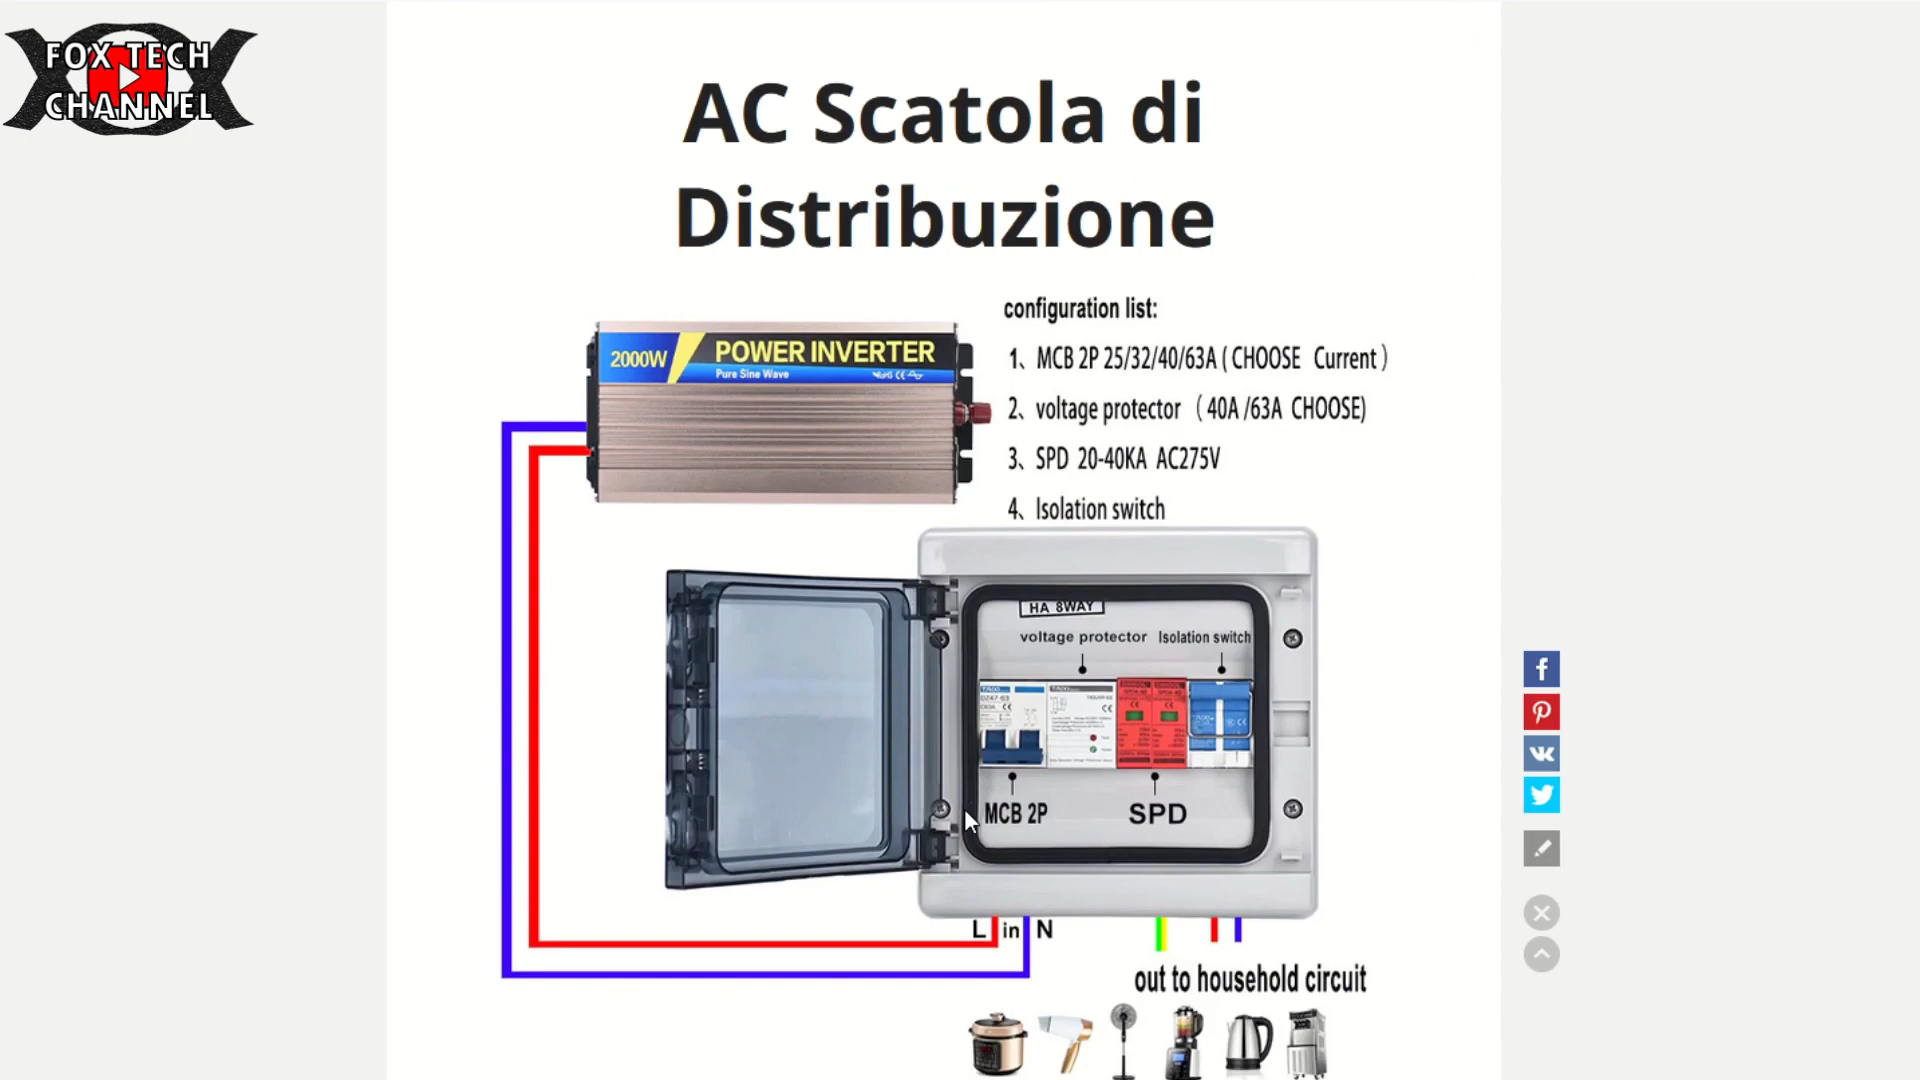 FOX TECH
CHANNEL
AC Scatola di
Distribuzione
configuration list:
1、MCB 2P 25/32/40/63A ( CHOOSE Current )
2、voltage protector ( 40A /63A CHOOSE)
3、SPD 20-40KA AC275V
4、Isolation switch
2000W
POWER INVERTER
Pure Sine Wave
HA 8WAY
voltage protector
Isolation switch
DZ47-63
MCB 2P
SPD
L in N
out to household circuit